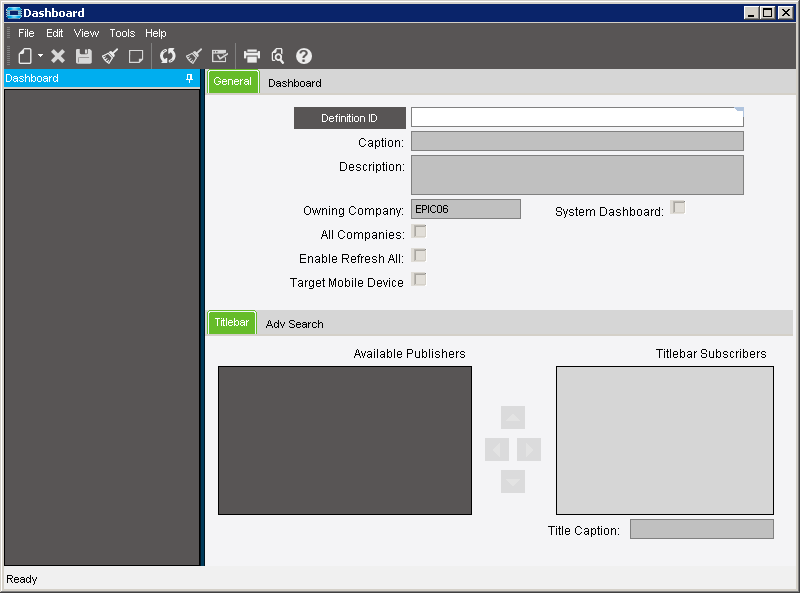 Dashboard
File Edit View Tools Help
Dashboard
General Dashboard
Definition ID
Caption:
Description:
Owning Company: EPIC06 System Dashboard:
All Companies:
Enable Refresh All:
Target Mobile Device
Titlebar Adv Search
Available Publishers Titlebar Subscribers
Title Caption:
Ready